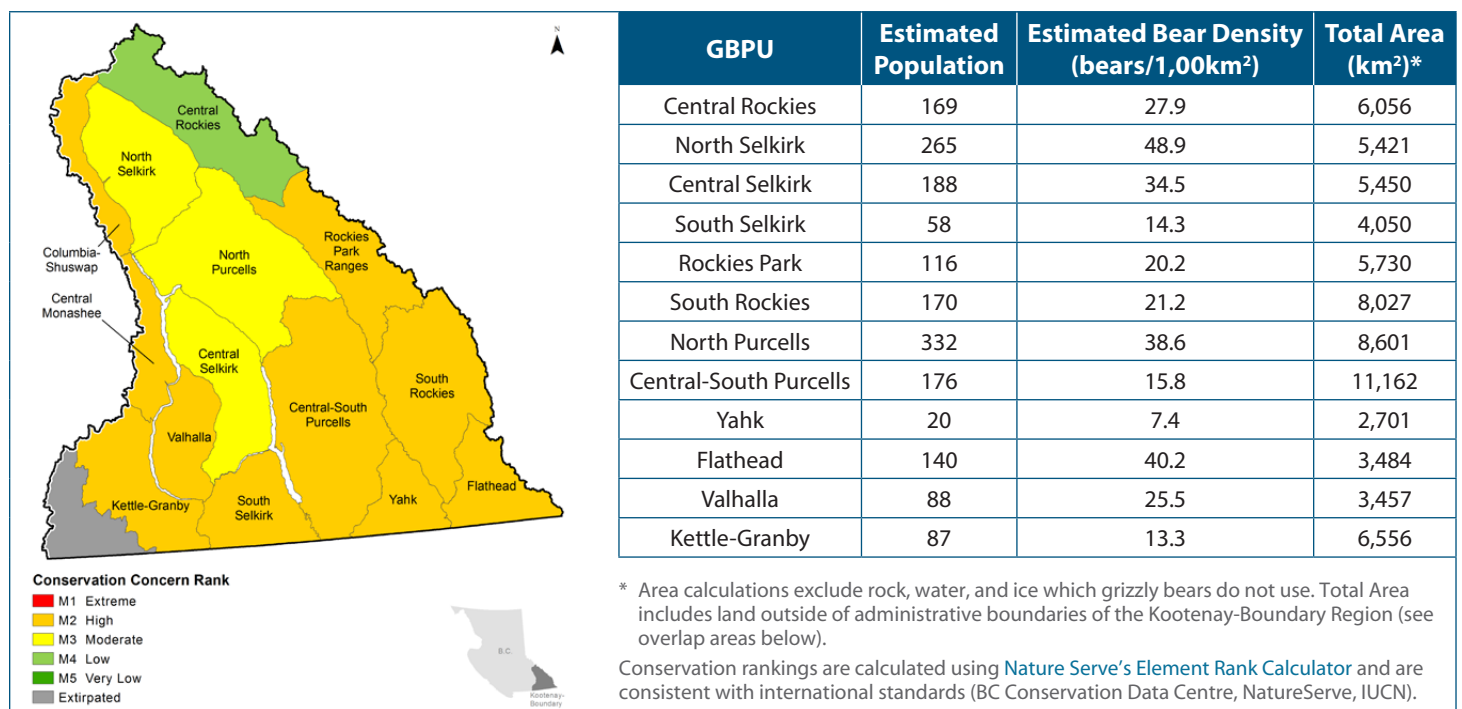 N
Central
Rockies
North
Selkirk
Columbia-
Shuswap
North
Purcells
Rockies
Park
Ranges
Central
Monashee
Central
Selkirk
South
Rockies
Central-South
Purcells
Valhalla
Kettle-Granby
South
Selkirk
Yahk
Flathead
Conservation Concern Rank
M1 Extreme
M2 High
M3 Moderate
M4 Low
M5 Very Low
Extirpated
B.C.
Kootenay-
Boundary
GBPU Estimated Population Estimated Bear Density (bears/1,00km²) Total Area (km²)*
Central Rockies 169 27.9 6,056
North Selkirk 265 48.9 5,421
Central Selkirk 188 34.5 5,450
South Selkirk 58 14.3 4,050
Rockies Park 116 20.2 5,730
South Rockies 170 21.2 8,027
North Purcells 332 38.6 8,601
Central-South Purcells 176 15.8 11,162
Yahk 20 7.4 2,701
Flathead 140 40.2 3,484
Valhalla 88 25.5 3,457
Kettle-Granby 87 13.3 6,556
* Area calculations exclude rock, water, and ice which grizzly bears do not use. Total Area
includes land outside of administrative boundaries of the Kootenay-Boundary Region (see
overlap areas below).
Conservation rankings are calculated using Nature Serve's Element Rank Calculator and are
consistent with international standards (BC Conservation Data Centre, NatureServe, IUCN).